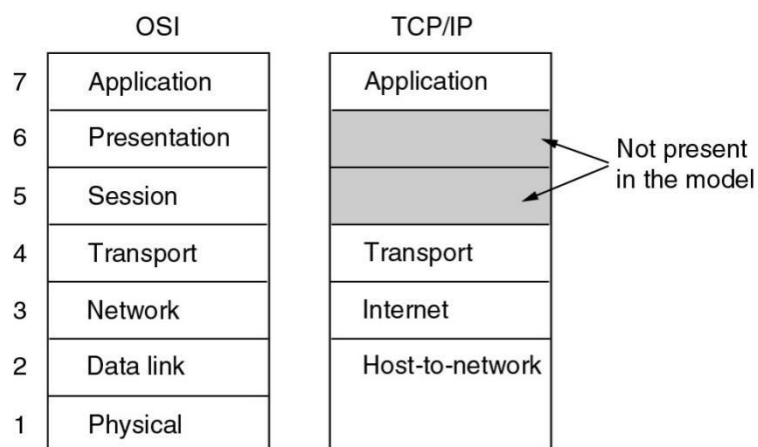 OSI TCP/IP
7 Application Application
6 Presentation
Not present
in the model
5 Session
4 Transport Transport
3 Network Internet
2 Data link Host-to-network
1 Physical